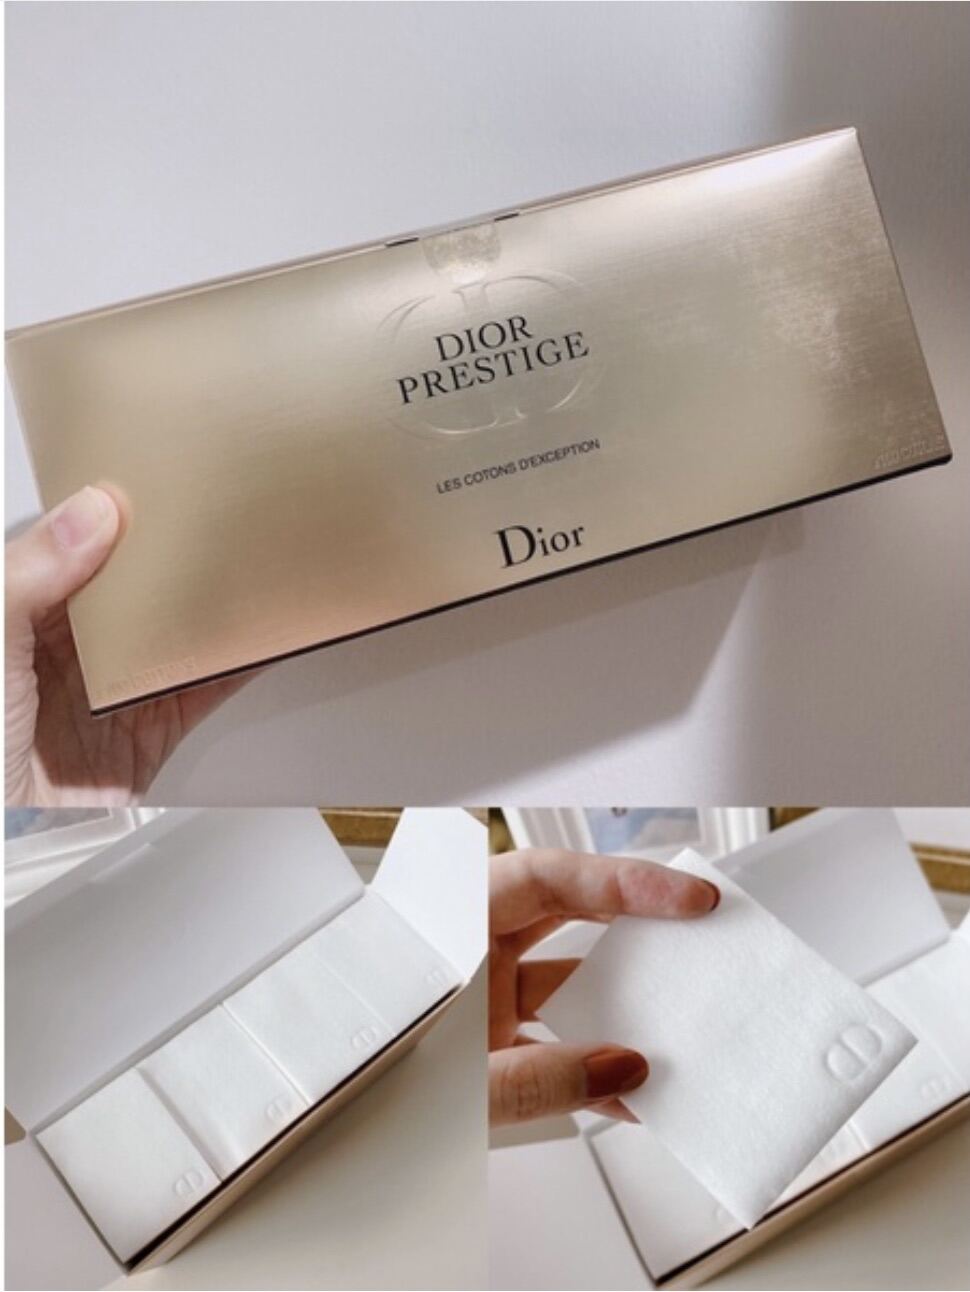 DIOR
PRESTIGE
LES COTONS D'EXCEPTION
Dior